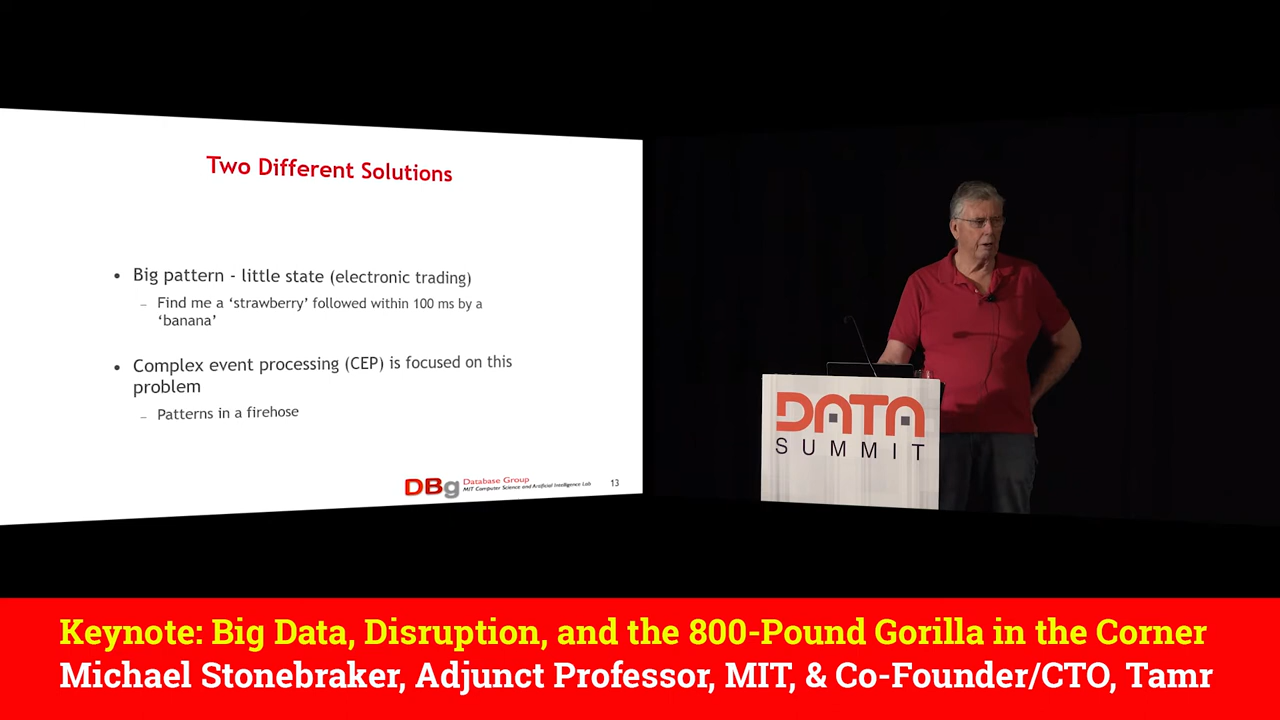 Two Different Solutions
• Big pattern - little state (electronic trading)
– Find me a ‘strawberry’ followed within 100 ms by a
‘banana’
• Complex event processing (CEP) is focused on this
problem
– Patterns in a firehose
DBg Database Group
MIT Computer Science and Artificial Intelligence Lab
13
DATA
SUMMIT
Keynote: Big Data, Disruption, and the 800-Pound Gorilla in the Corner
Michael Stonebraker, Adjunct Professor, MIT, & Co-Founder/CTO, Tamr